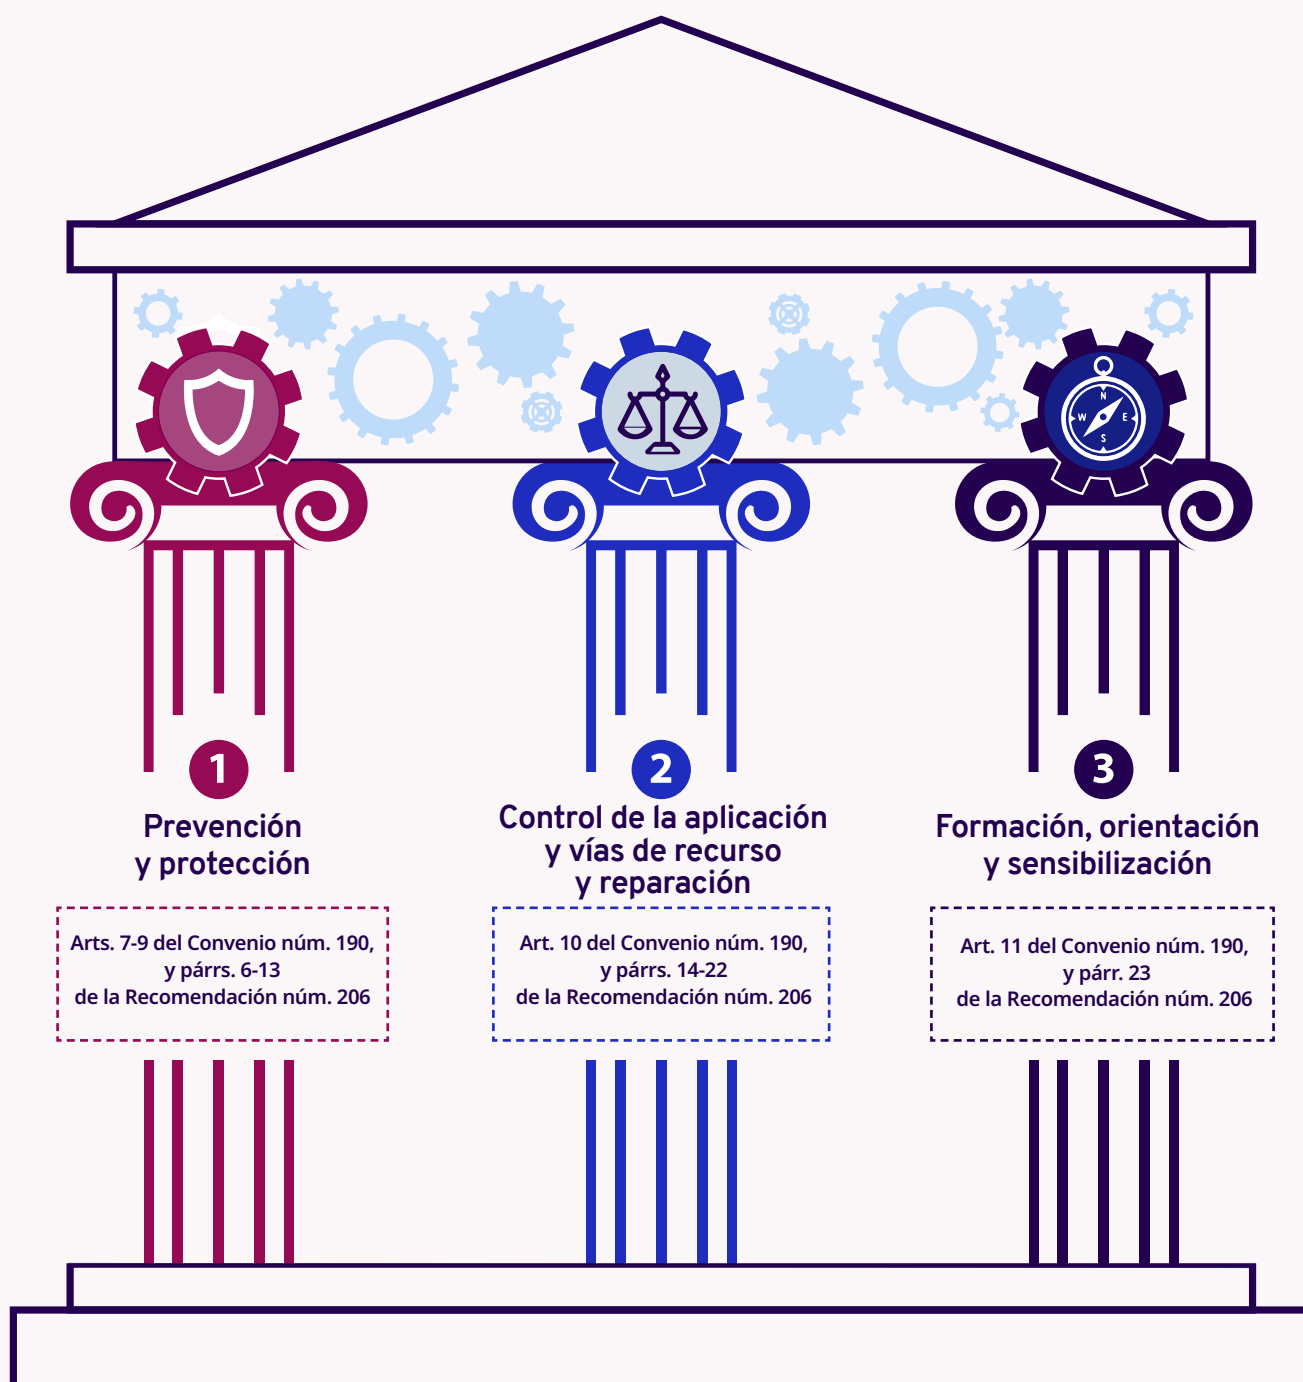 N
W E
S
N
1
Prevención
y protección
Arts. 7-9 del Convenio núm. 190,
y párrs. 6-13
de la Recomendación núm. 206
2
Control de la aplicación
y vías de recurso
y reparación
Art. 10 del Convenio núm. 190,
y párrs. 14-22
de la Recomendación núm. 206
3
Formación, orientación
y sensibilización
Art. 11 del Convenio núm. 190,
y párr. 23
de la Recomendación núm. 206